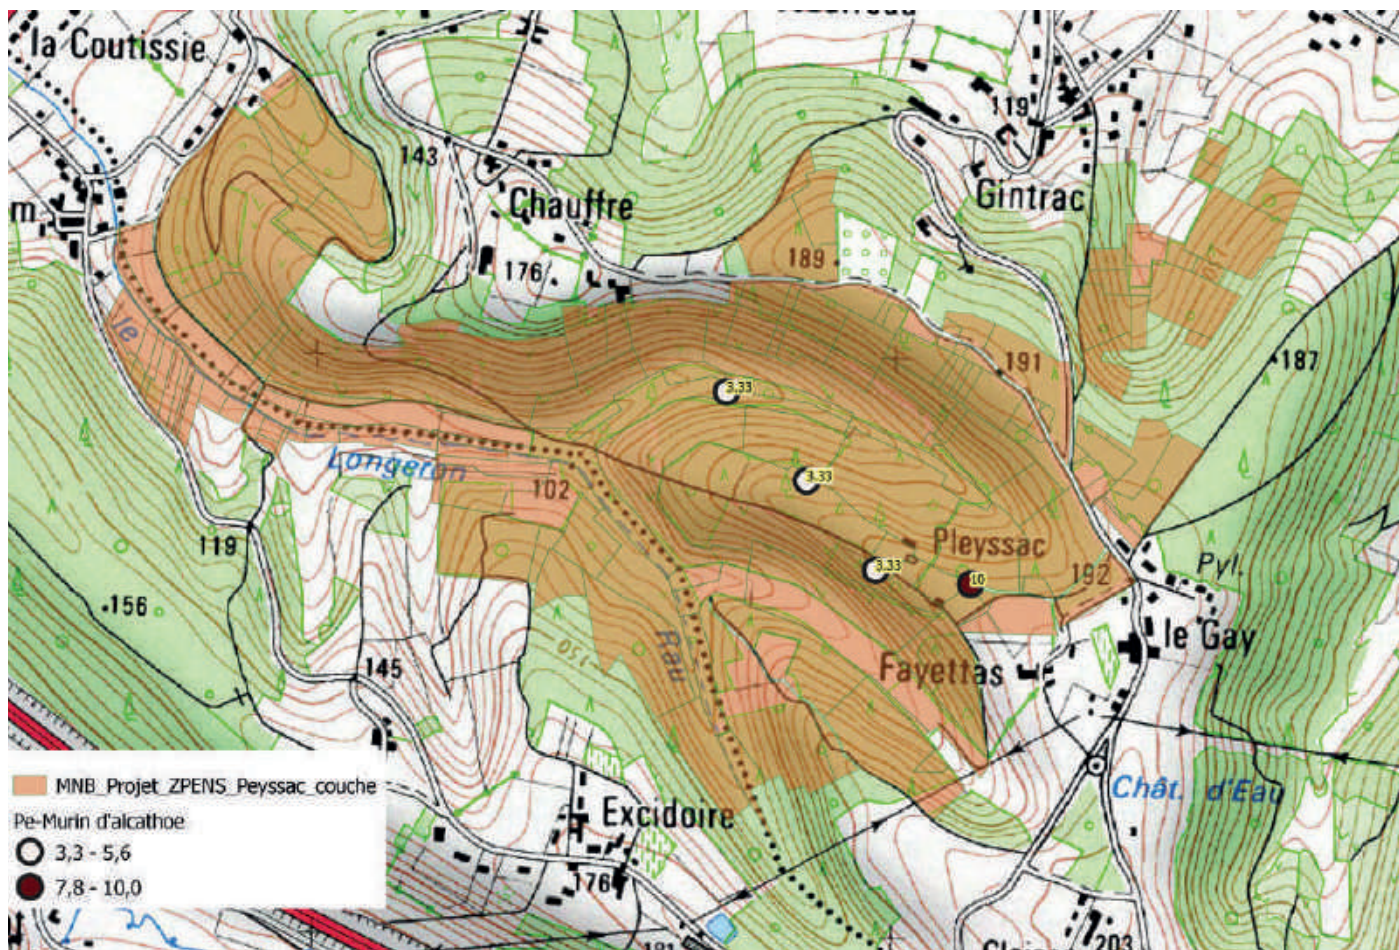 la Coutissie
119
143
m.
Chauffre
Gintrac
176
189
150
le
191
187
3.33
Longeron
3.33
102
119
Pleyssac
3.33
10
192
Pyl.
156
Rau
le Gay
150
145
Fayettas
MNB_Projet_ZPENS_Peyssac_couche
Pe-Murin d'alcathoe
3,3 - 5,6
7,8 - 10,0
Chât. d'Eau
Excidoire
176
203